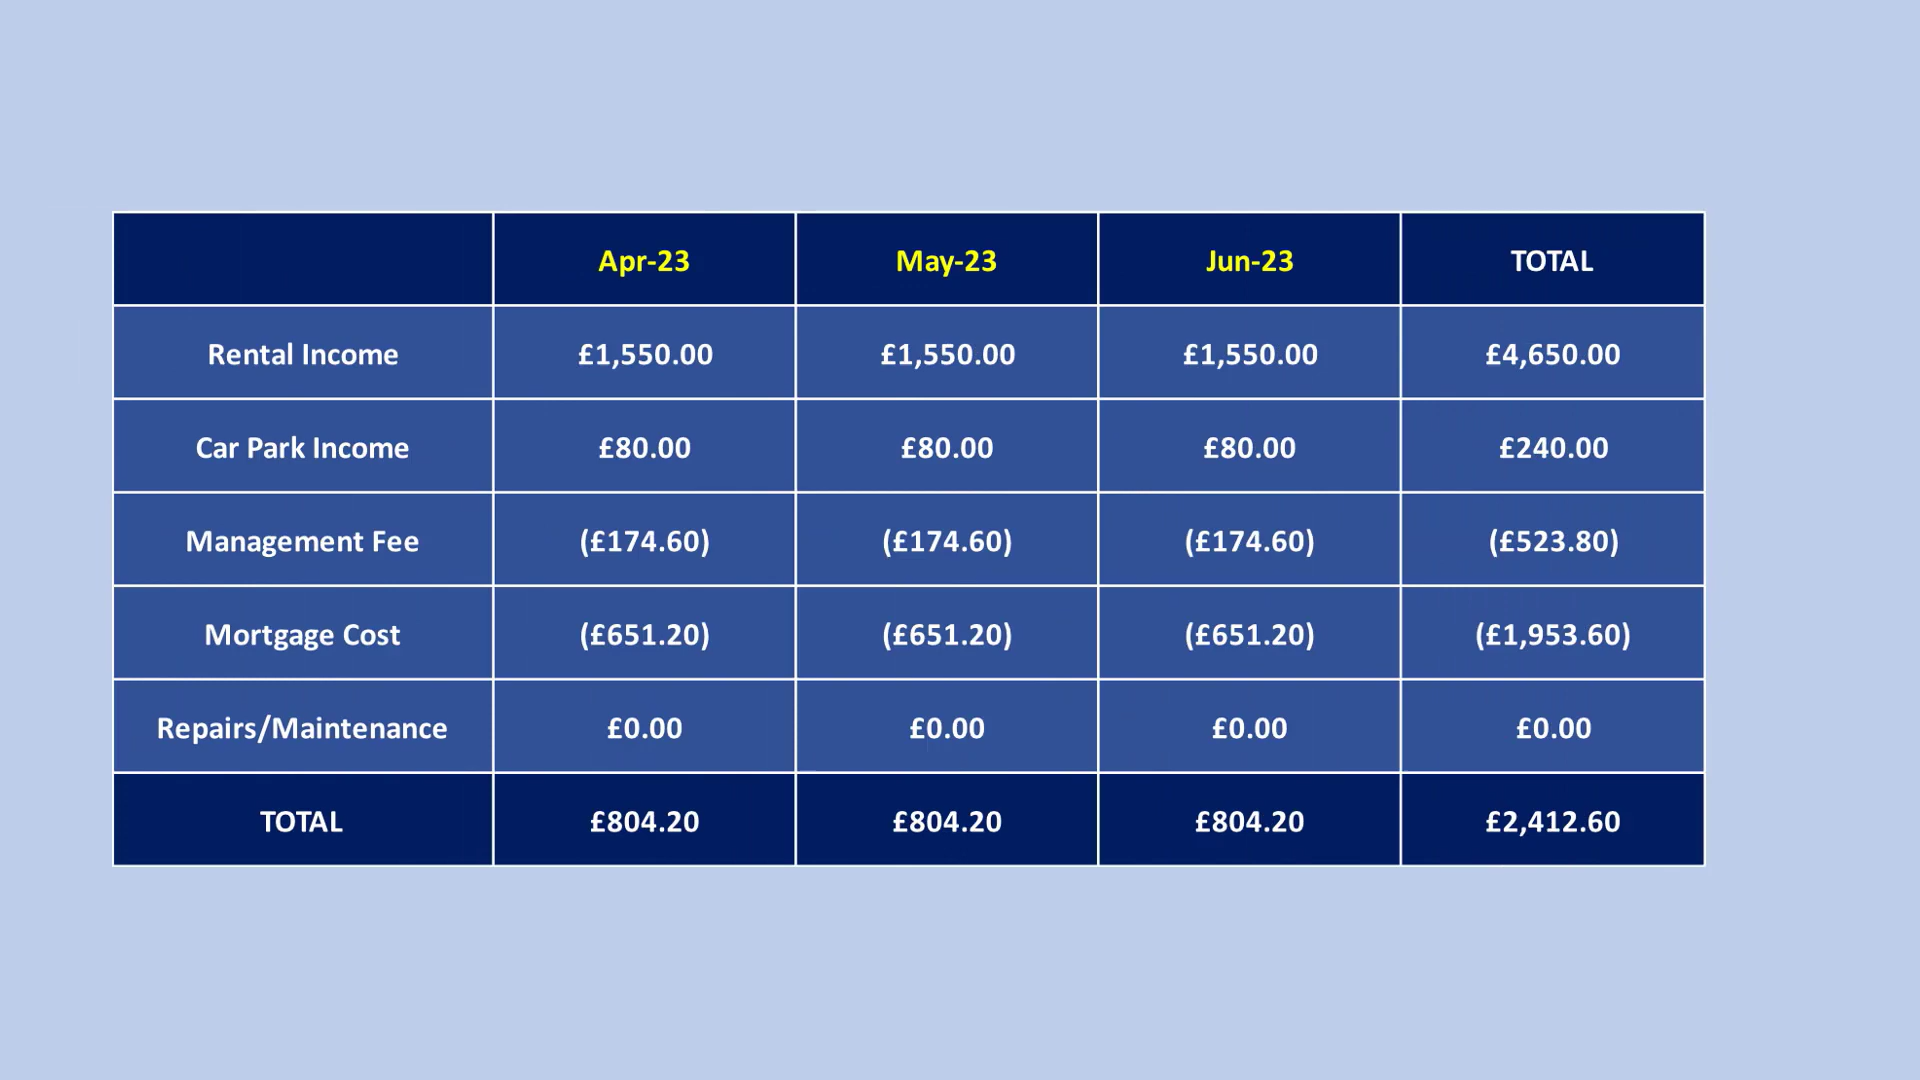 Apr-23 May-23 Jun-23 TOTAL
Rental Income £1,550.00 £1,550.00 £1,550.00 £4,650.00
Car Park Income £80.00 £80.00 £80.00 £240.00
Management Fee (£174.60) (£174.60) (£174.60) (£523.80)
Mortgage Cost (£651.20) (£651.20) (£651.20) (£1,953.60)
Repairs/Maintenance £0.00 £0.00 £0.00 £0.00
TOTAL £804.20 £804.20 £804.20 £2,412.60